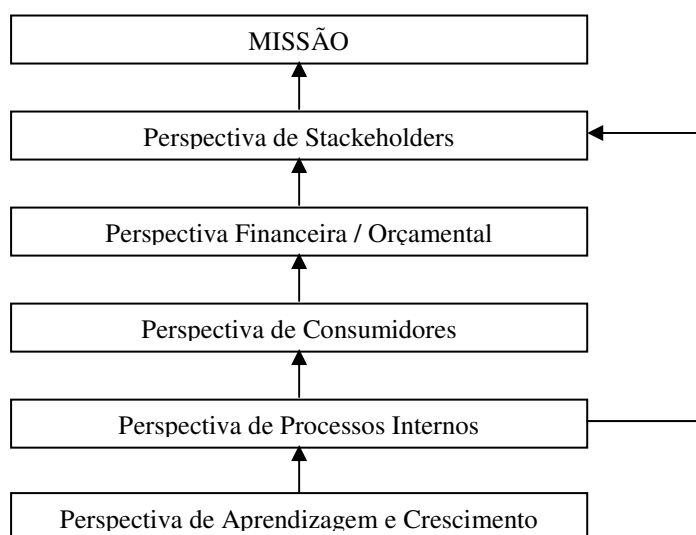 MISSÃO
Perspectiva de Stackeholders
Perspectiva Financeira / Orçamental
Perspectiva de Consumidores
Perspectiva de Processos Internos
Perspectiva de Aprendizagem e Crescimento